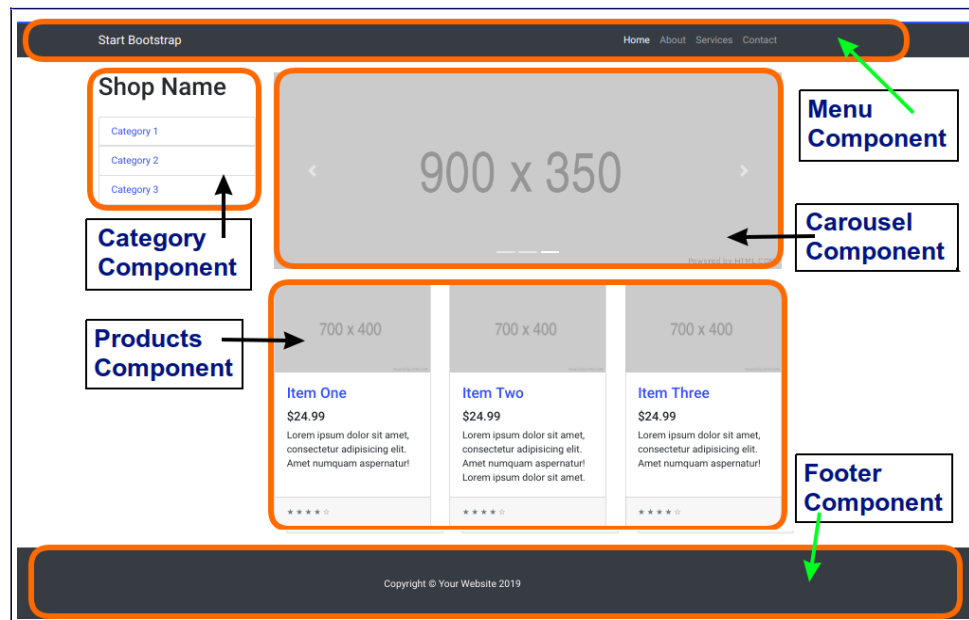 Start Bootstrap
Home About Services Contact
Shop Name
Category 1
Category 2
Category 3
900 x 350
Powered by HTML.COM
Menu
Component
Category
Component
Carousel
Component
Products
Component
700 x 400
700 x 400
700 x 400
Item One
$24.99
Lorem ipsum dolor sit amet,
consectetur adipisicing elit.
Amet numquam aspernatur!
Item Two
$24.99
Lorem ipsum dolor sit amet,
consectetur adipisicing elit.
Amet numquam aspernatur!
Lorem ipsum dolor sit amet.
Item Three
$24.99
Lorem ipsum dolor sit amet,
consectetur adipisicing elit.
Amet numquam aspernatur!
★ ★ ★ ★ ☆
★ ★ ★ ★ ☆
★ ★ ★ ★ ☆
Footer
Component
Copyright © Your Website 2019